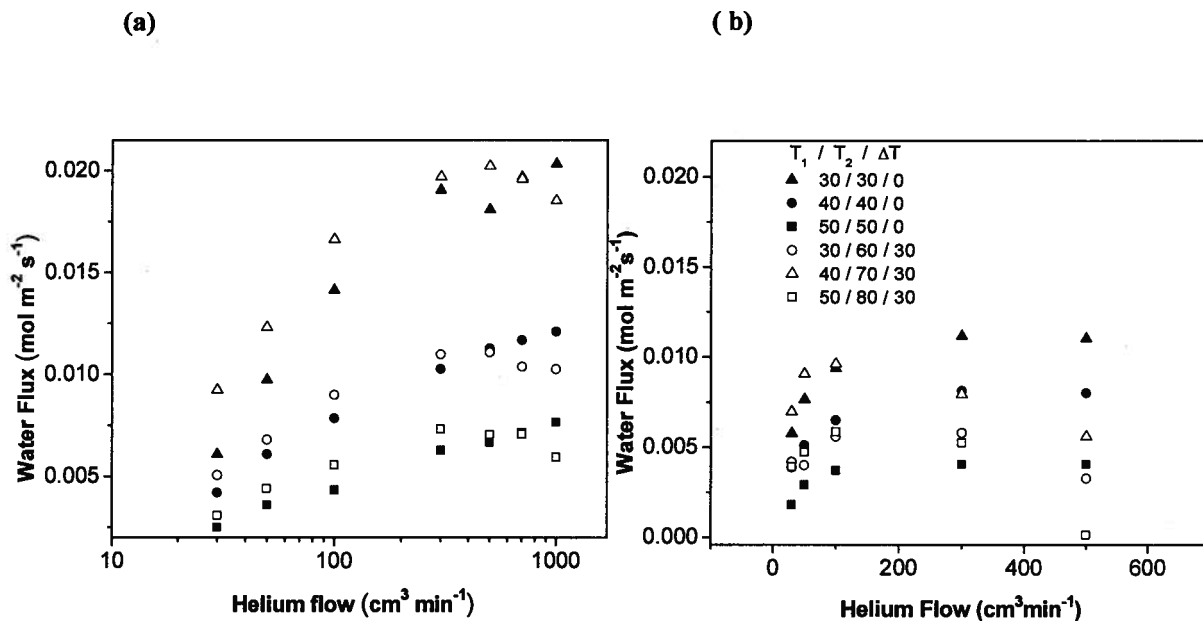 (a)
( b)
0.020
0.015
0.010
0.005
Water Flux (mol m⁻² s⁻¹)
10
100
1000
Helium flow (cm³ min⁻¹)
T₁ / T₂ / ΔT
30 / 30 / 0
40 / 40 / 0
50 / 50 / 0
30 / 60 / 30
40 / 70 / 30
50 / 80 / 30
0.020
0.015
0.010
0.005
0.000
Water Flux (mol m⁻² s⁻¹)
0
200
400
600
Helium Flow (cm³min⁻¹)